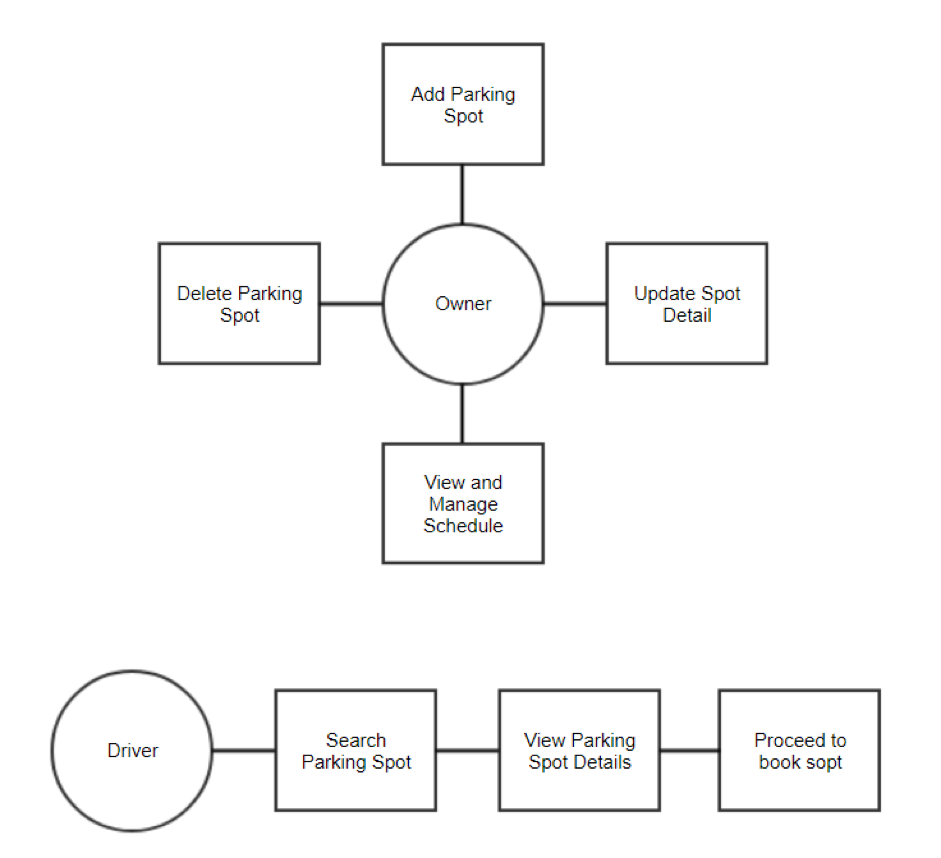 Add Parking
Spot
Delete Parking
Spot
Owner
Update Spot
Detail
View and
Manage
Schedule
Driver
Search
Parking Spot
View Parking
Spot Details
Proceed to
book sopt